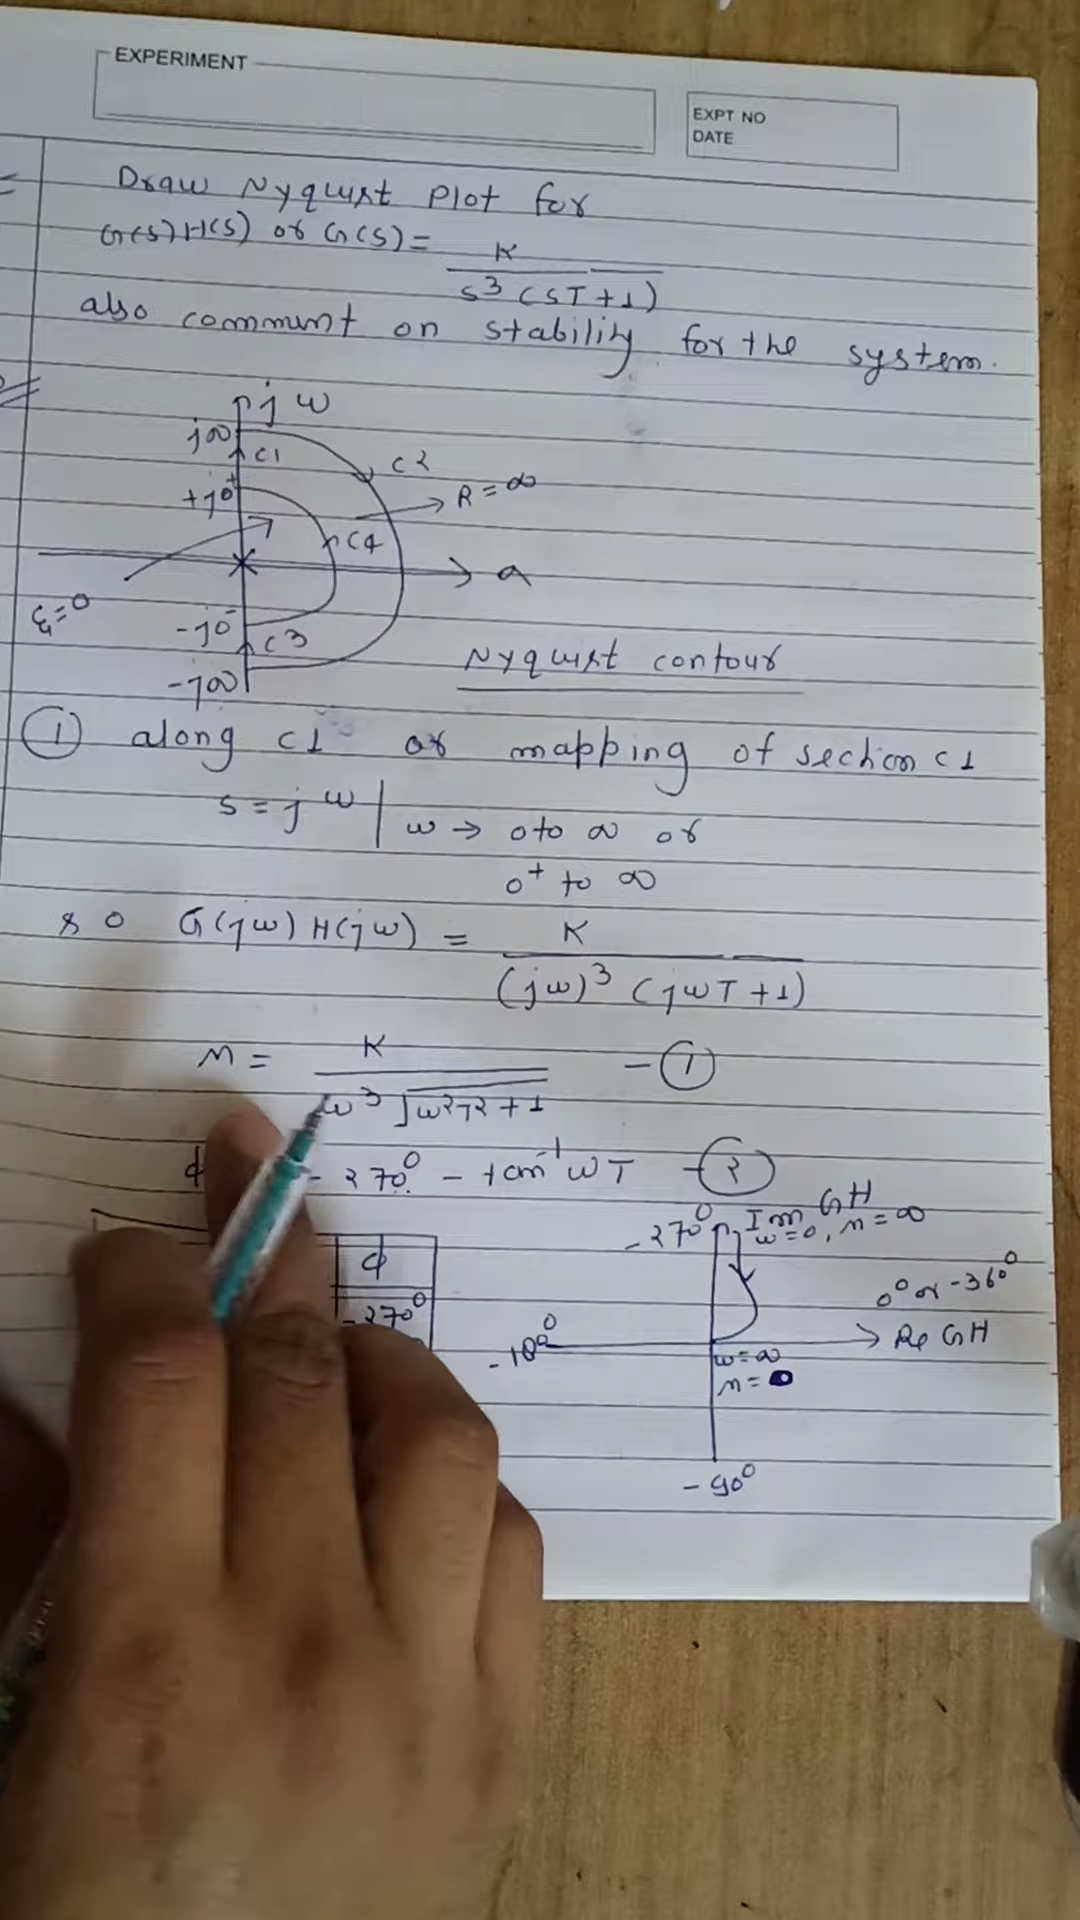 EXPERIMENT
EXPT NO
DATE
Draw Nyquist Plot for
G(s)H(s) or G(s) = K / s³(sT+1)
also comment on stability for the system.
jω
j∞
C1
C2
+j0⁺
R = ∞
C4
σ
ε=0
-j0⁻
C3
-j∞
Nyquist contour
① along C1 or mapping of section C1
s = jω | ω → 0 to ∞ or
0⁺ to ∞
so G(jω) H(jω) = K / (jω)³ (jωT+1)
M = K / ω³ √ω²T²+1 - ①
ϕ - 270° - tan⁻¹ωT - ②
-270° Im GH
ω=0, M=∞
ϕ
-270°
0° or -360°
-180°
Re GH
ω=∞
M=0
-90°